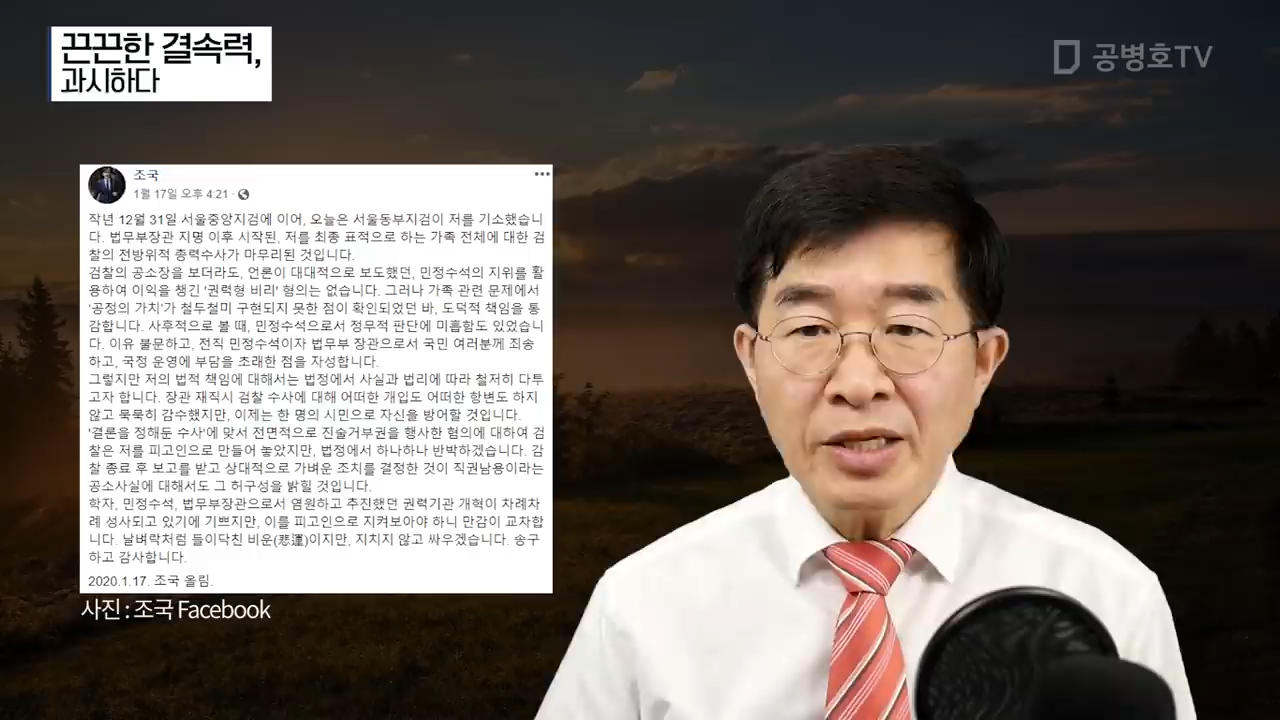 끈끈한 결속력,
과시하다
공병호TV
조국
1월 17일 오후 4:21 ·
작년 12월 31일 서울중앙지검에 이어, 오늘은 서울동부지검이 저를 기소했습니
다. 법무부장관 지명 이후 시작된, 저를 최종 표적으로 하는 가족 전체에 대한 검
찰의 전방위적 총력수사가 마무리된 것입니다.
검찰의 공소장을 보더라도, 언론이 대대적으로 보도했던, 민정수석의 지위를 활
용하여 이익을 챙긴 '권력형 비리' 혐의는 없습니다. 그러나 가족 관련 문제에서
'공정의 가치'가 철두철미 구현되지 못한 점이 확인되었던 바, 도덕적 책임을 통
감합니다. 사후적으로 볼 때, 민정수석으로서 정무적 판단에 미흡함도 있었습니
다. 이유 불문하고, 전직 민정수석이자 법무부 장관으로서 국민 여러분께 죄송
하고, 국정 운영에 부담을 초래한 점을 자성합니다.
그렇지만 저의 법적 책임에 대해서는 법정에서 사실과 법리에 따라 철저히 다투
고자 합니다. 장관 재직시 검찰 수사에 대해 어떠한 개입도 어떠한 항변도 하지
않고 묵묵히 감수했지만, 이제는 한 명의 시민으로 자신을 방어할 것입니다.
'결론을 정해둔 수사'에 맞서 전면적으로 진술거부권을 행사한 혐의에 대하여 검
찰은 저를 피고인으로 만들어 놓았지만, 법정에서 하나하나 반박하겠습니다. 감
찰 종료 후 보고를 받고 상대적으로 가벼운 조치를 결정한 것이 직권남용이라는
공소사실에 대해서도 그 허구성을 밝힐 것입니다.
학자, 민정수석, 법무부장관으로서 염원하고 추진했던 권력기관 개혁이 차례차
례 성사되고 있기에 기쁘지만, 이를 피고인으로 지켜보아야 하니 만감이 교차합
니다. 날벼락처럼 들이닥친 비운(悲運)이지만, 지치지 않고 싸우겠습니다. 송구
하고 감사합니다.
2020.1.17. 조국 올림.
사진 : 조국 Facebook